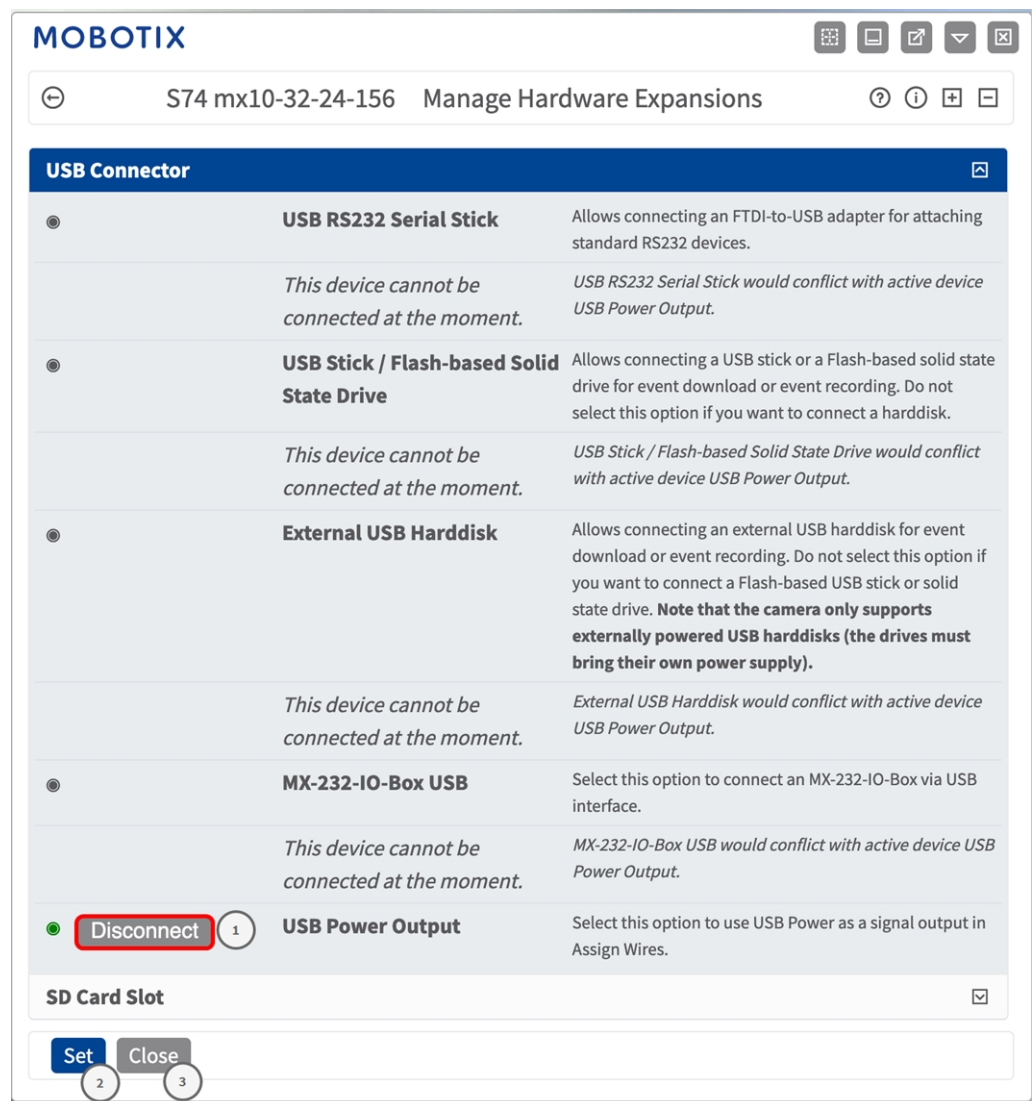 MOBOTIX
S74 mx10-32-24-156 Manage Hardware Expansions
USB Connector
USB RS232 Serial Stick
Allows connecting an FTDI-to-USB adapter for attaching
standard RS232 devices.
This device cannot be
connected at the moment.
USB RS232 Serial Stick would conflict with active device
USB Power Output.
USB Stick / Flash-based Solid
State Drive
Allows connecting a USB stick or a Flash-based solid state
drive for event download or event recording. Do not
select this option if you want to connect a harddisk.
This device cannot be
connected at the moment.
USB Stick / Flash-based Solid State Drive would conflict
with active device USB Power Output.
External USB Harddisk
Allows connecting an external USB harddisk for event
download or event recording. Do not select this option if
you want to connect a Flash-based USB stick or solid
state drive. Note that the camera only supports
externally powered USB harddisks (the drives must
bring their own power supply).
This device cannot be
connected at the moment.
External USB Harddisk would conflict with active device
USB Power Output.
MX-232-IO-Box USB
Select this option to connect an MX-232-IO-Box via USB
interface.
This device cannot be
connected at the moment.
MX-232-IO-Box USB would conflict with active device USB
Power Output.
Disconnect
1
USB Power Output
Select this option to use USB Power as a signal output in
Assign Wires.
SD Card Slot
Set Close
2 3